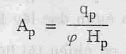 A_p = q_p / (φ H_p)